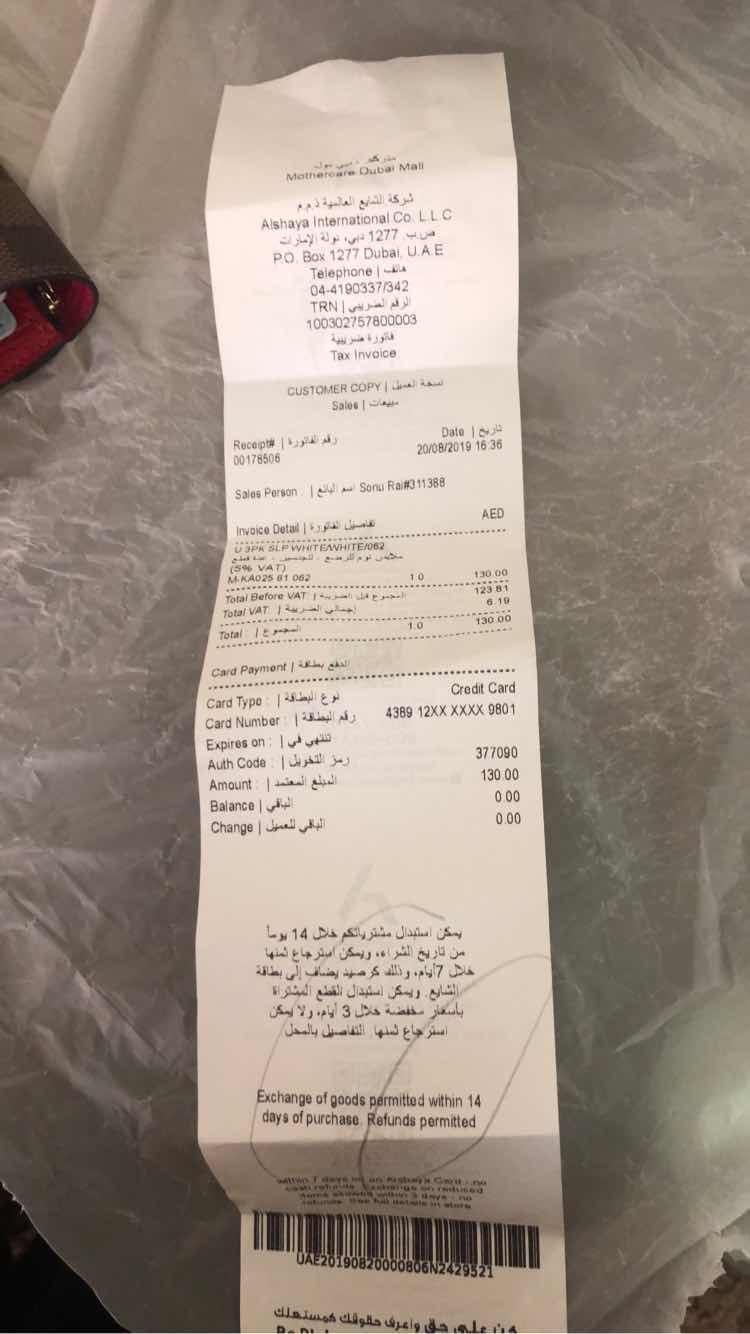 مذركير - دبي مول
Mothercare Dubai Mall
شركة الشايع العالمية ذ.م.م
Alshaya International Co. L.L.C
ص.ب. 1277 دبي، دولة الإمارات
P.O. Box 1277 Dubai, U.A.E
Telephone | هاتف
04-4190337/342
TRN | الرقم الضريبي
100302757800003
فاتورة ضريبية
Tax Invoice
CUSTOMER COPY | نسخة العميل
Sales | مبيعات
Receipt# | رقم الفاتورة
Date | تاريخ
00178506
20/08/2019 16:36
Sales Person : | اسم البائع Sonu Rai#311388
Invoice Detail | تفاصيل الفاتورة AED
U 3PK SLP WHITE/WHITE/062
ملابس نوم للرضع - للجنسين - عدة قطع
(5% VAT)
M-KA025 61 062 1.0 130.00
Total Before VAT: | المجموع قبل الضريبة 123.81
Total VAT: | إجمالي الضريبة 6.19
Total : | المجموع 1.0 130.00
Card Payment | الدفع بطاقة
Card Type : | نوع البطاقة Credit Card
Card Number : | رقم البطاقة 4389 12XX XXXX 9801
Expires on : | تنتهي في
Auth Code : | رمز التخويل 377090
Amount : | المبلغ المعتمد 130.00
Balance | الباقي 0.00
Change | الباقي للعميل 0.00
يمكن استبدال مشترياتكم خلال 14 يوماً
من تاريخ الشراء، ويمكن استرجاع ثمنها
خلال 7أيام، وذلك كرصيد يضاف إلى بطاقة
الشايع. ويمكن استبدال القطع المشتراة
بأسعار مخفضة خلال 3 أيام، ولا يمكن
استرجاع ثمنها. التفاصيل بالمحل
Exchange of goods permitted within 14
days of purchase. Refunds permitted
within 7 days on an Alshaya Card - no
cash refunds. Exchange on reduced
items allowed within 3 days - no
refunds. See full details in store
UAE20190820000806N2429521
كن على حق واعرف حقوقك كمستهلك